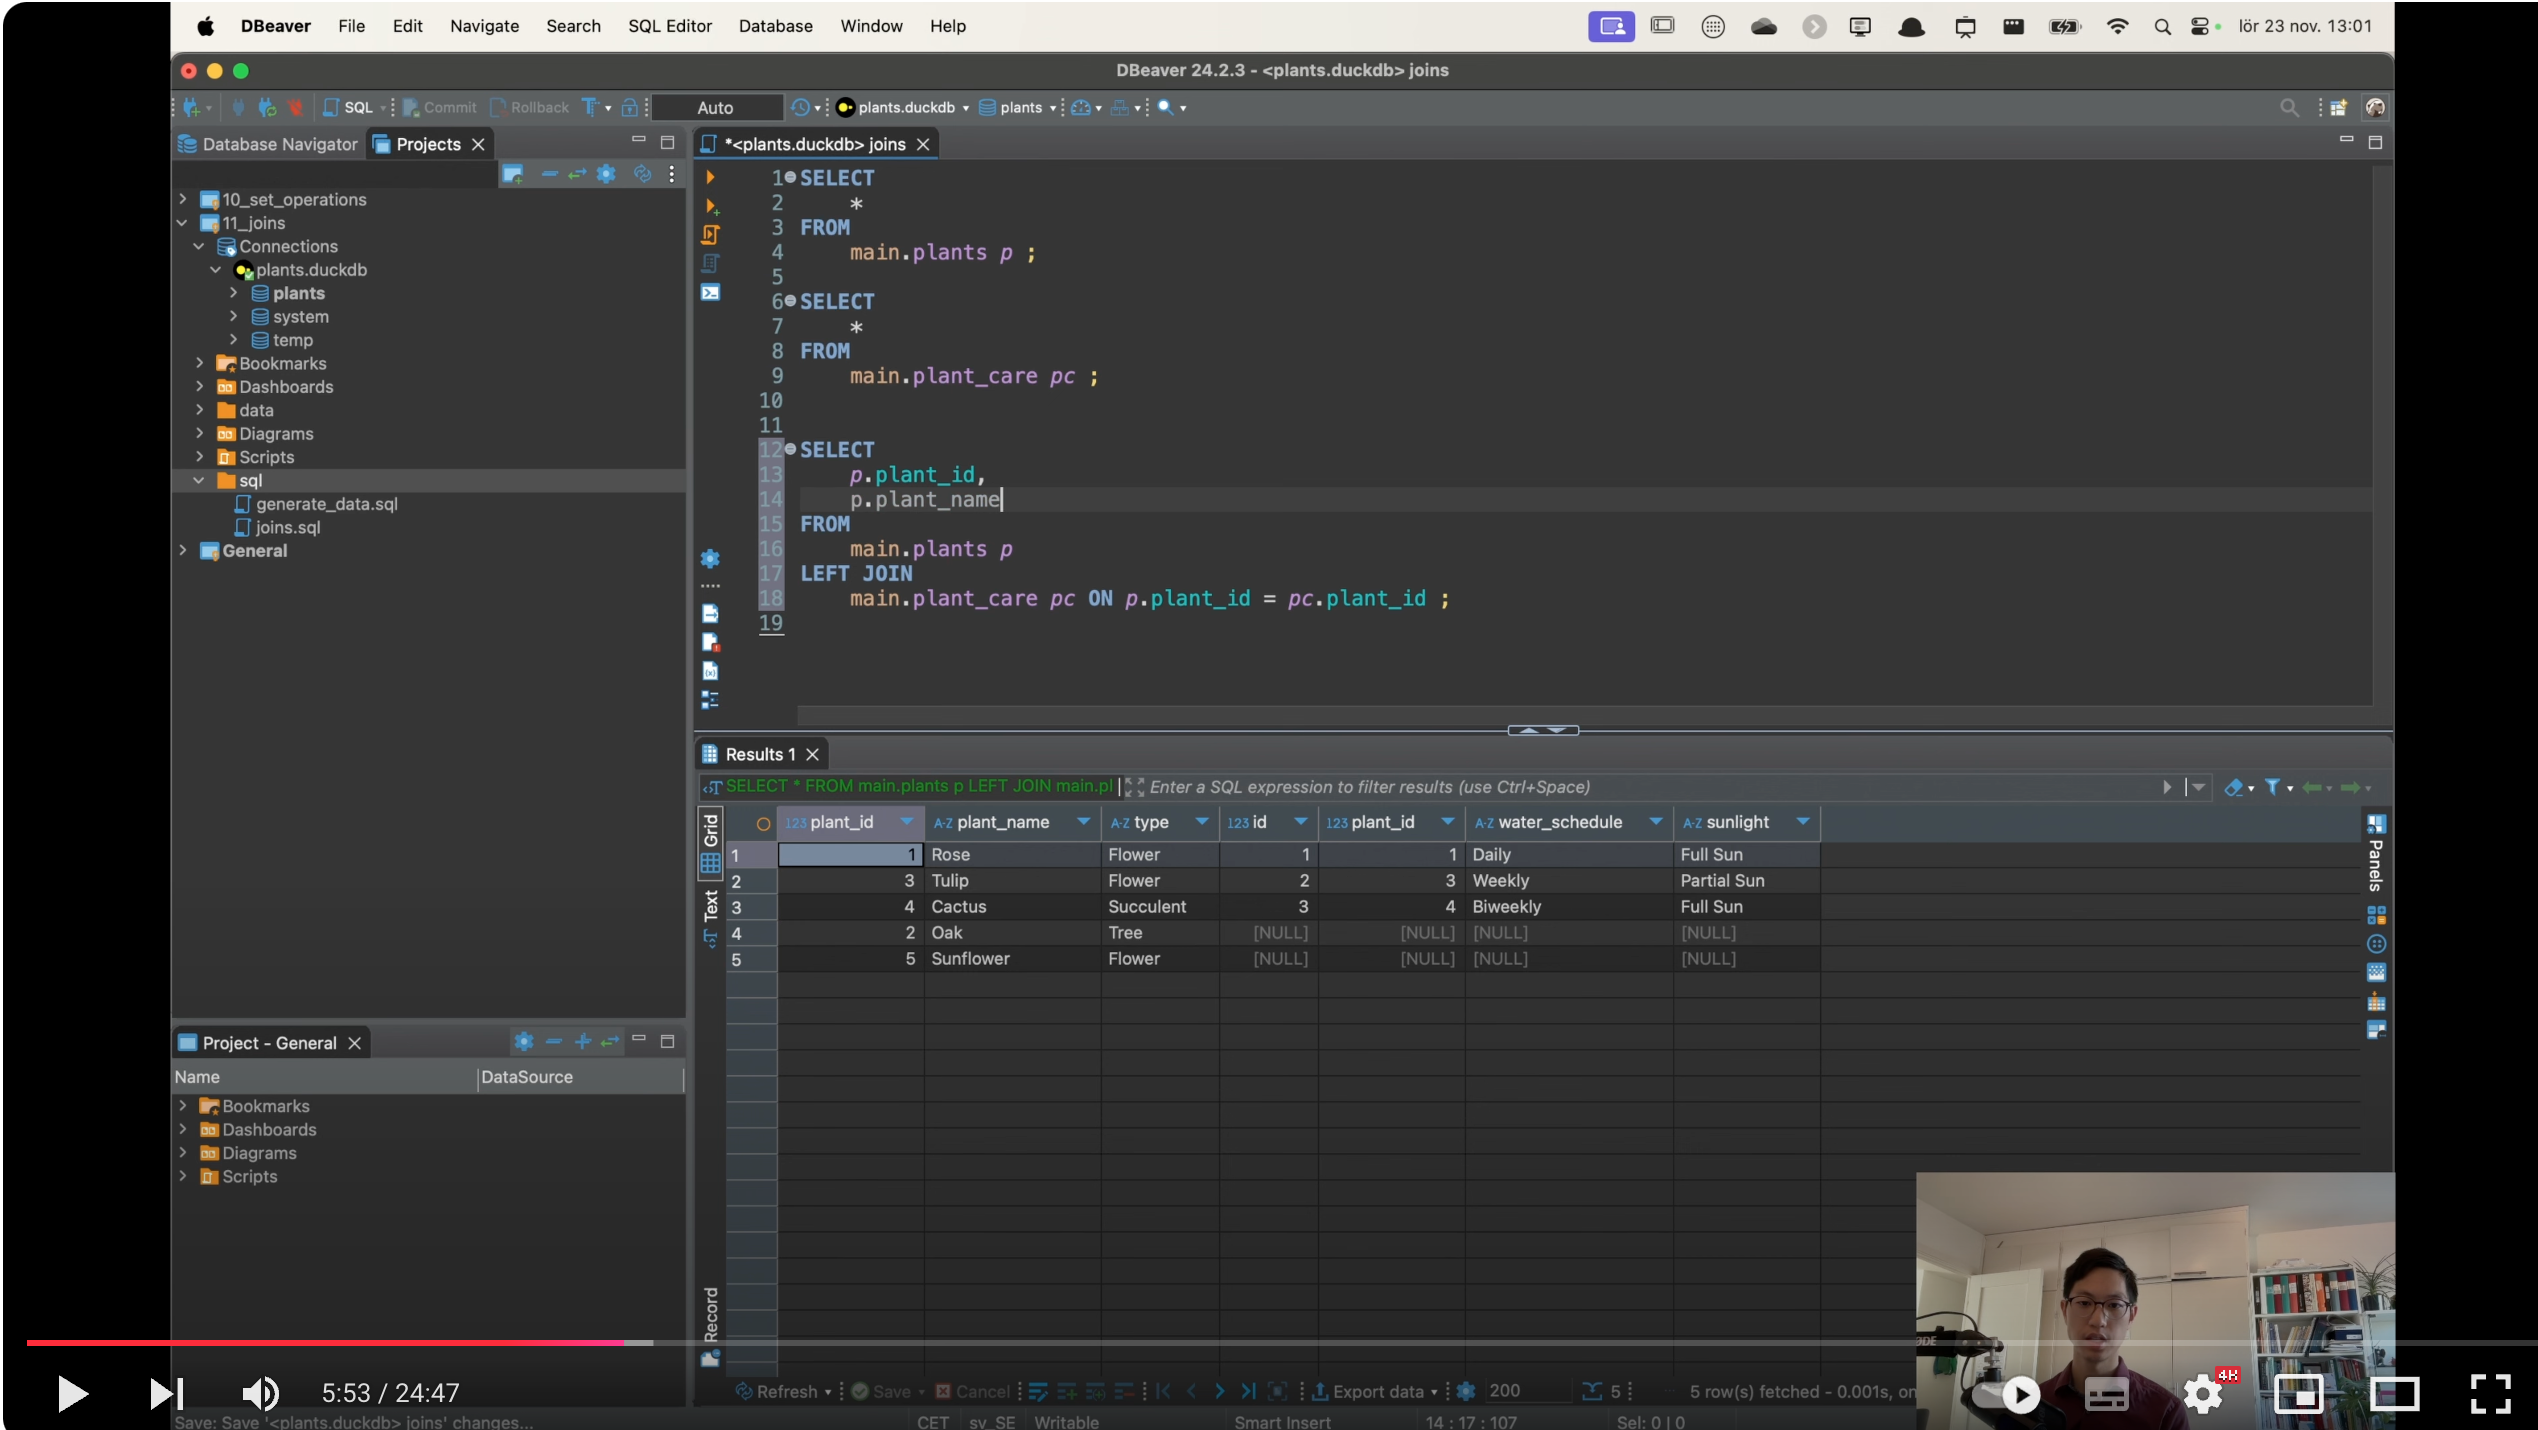 DBeaver File Edit Navigate Search SQL Editor Database Window Help lör 23 nov. 13:01
DBeaver 24.2.3 - <plants.duckdb> joins
SQL Commit Rollback Auto plants.duckdb plants
Database Navigator Projects
10_set_operations
11_joins
Connections
plants.duckdb
plants
system
temp
Bookmarks
Dashboards
data
Diagrams
Scripts
sql
generate_data.sql
joins.sql
General
*<plants.duckdb> joins
1 SELECT
2 *
3 FROM
4 main.plants p ;
5
6 SELECT
7 *
8 FROM
9 main.plant_care pc ;
10
11
12 SELECT
13 p.plant_id,
14 p.plant_name
15 FROM
16 main.plants p
17 LEFT JOIN
18 main.plant_care pc ON p.plant_id = pc.plant_id ;
19
Results 1
SELECT * FROM main.plants p LEFT JOIN main.pl Enter a SQL expression to filter results (use Ctrl+Space)
Grid
Text
Record
Panels
123 plant_id A-Z plant_name A-Z type 123 id 123 plant_id A-Z water_schedule A-Z sunlight
1 1 Rose Flower 1 1 Daily Full Sun
2 3 Tulip Flower 2 3 Weekly Partial Sun
3 4 Cactus Succulent 3 4 Biweekly Full Sun
4 2 Oak Tree [NULL] [NULL] [NULL] [NULL]
5 5 Sunflower Flower [NULL] [NULL] [NULL] [NULL]
Project - General
Name DataSource
Bookmarks
Dashboards
Diagrams
Scripts
Refresh Save Cancel Export data 200 5 5 row(s) fetched - 0.001s, on
5:53 / 24:47
4K
Save: Save '<plants.duckdb> joins' changes... CET sv_SE Writable Smart Insert 14 : 17 : 107 Sel: 0 | 0